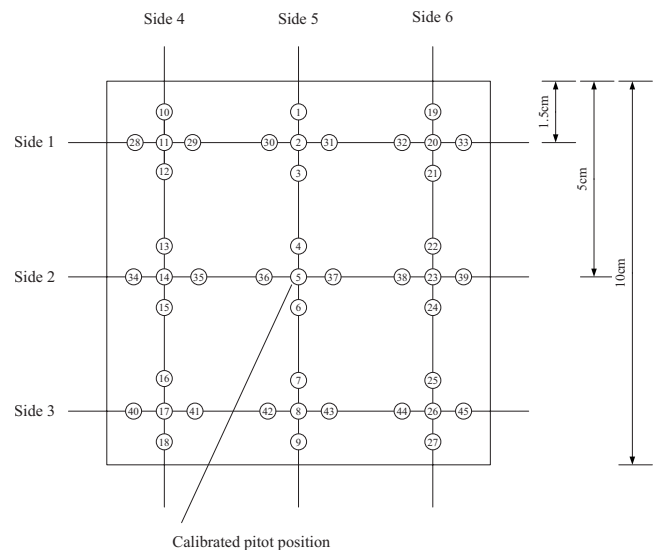 Side 4 Side 5 Side 6
10 1 19
1.5cm
Side 1 28 11 29 30 2 31 32 20 33
12 3 21
5cm
13 4 22
Side 2 34 14 35 36 5 37 38 23 39
10cm
15 6 24
16 7 25
Side 3 40 17 41 42 8 43 44 26 45
18 9 27
Calibrated pitot position